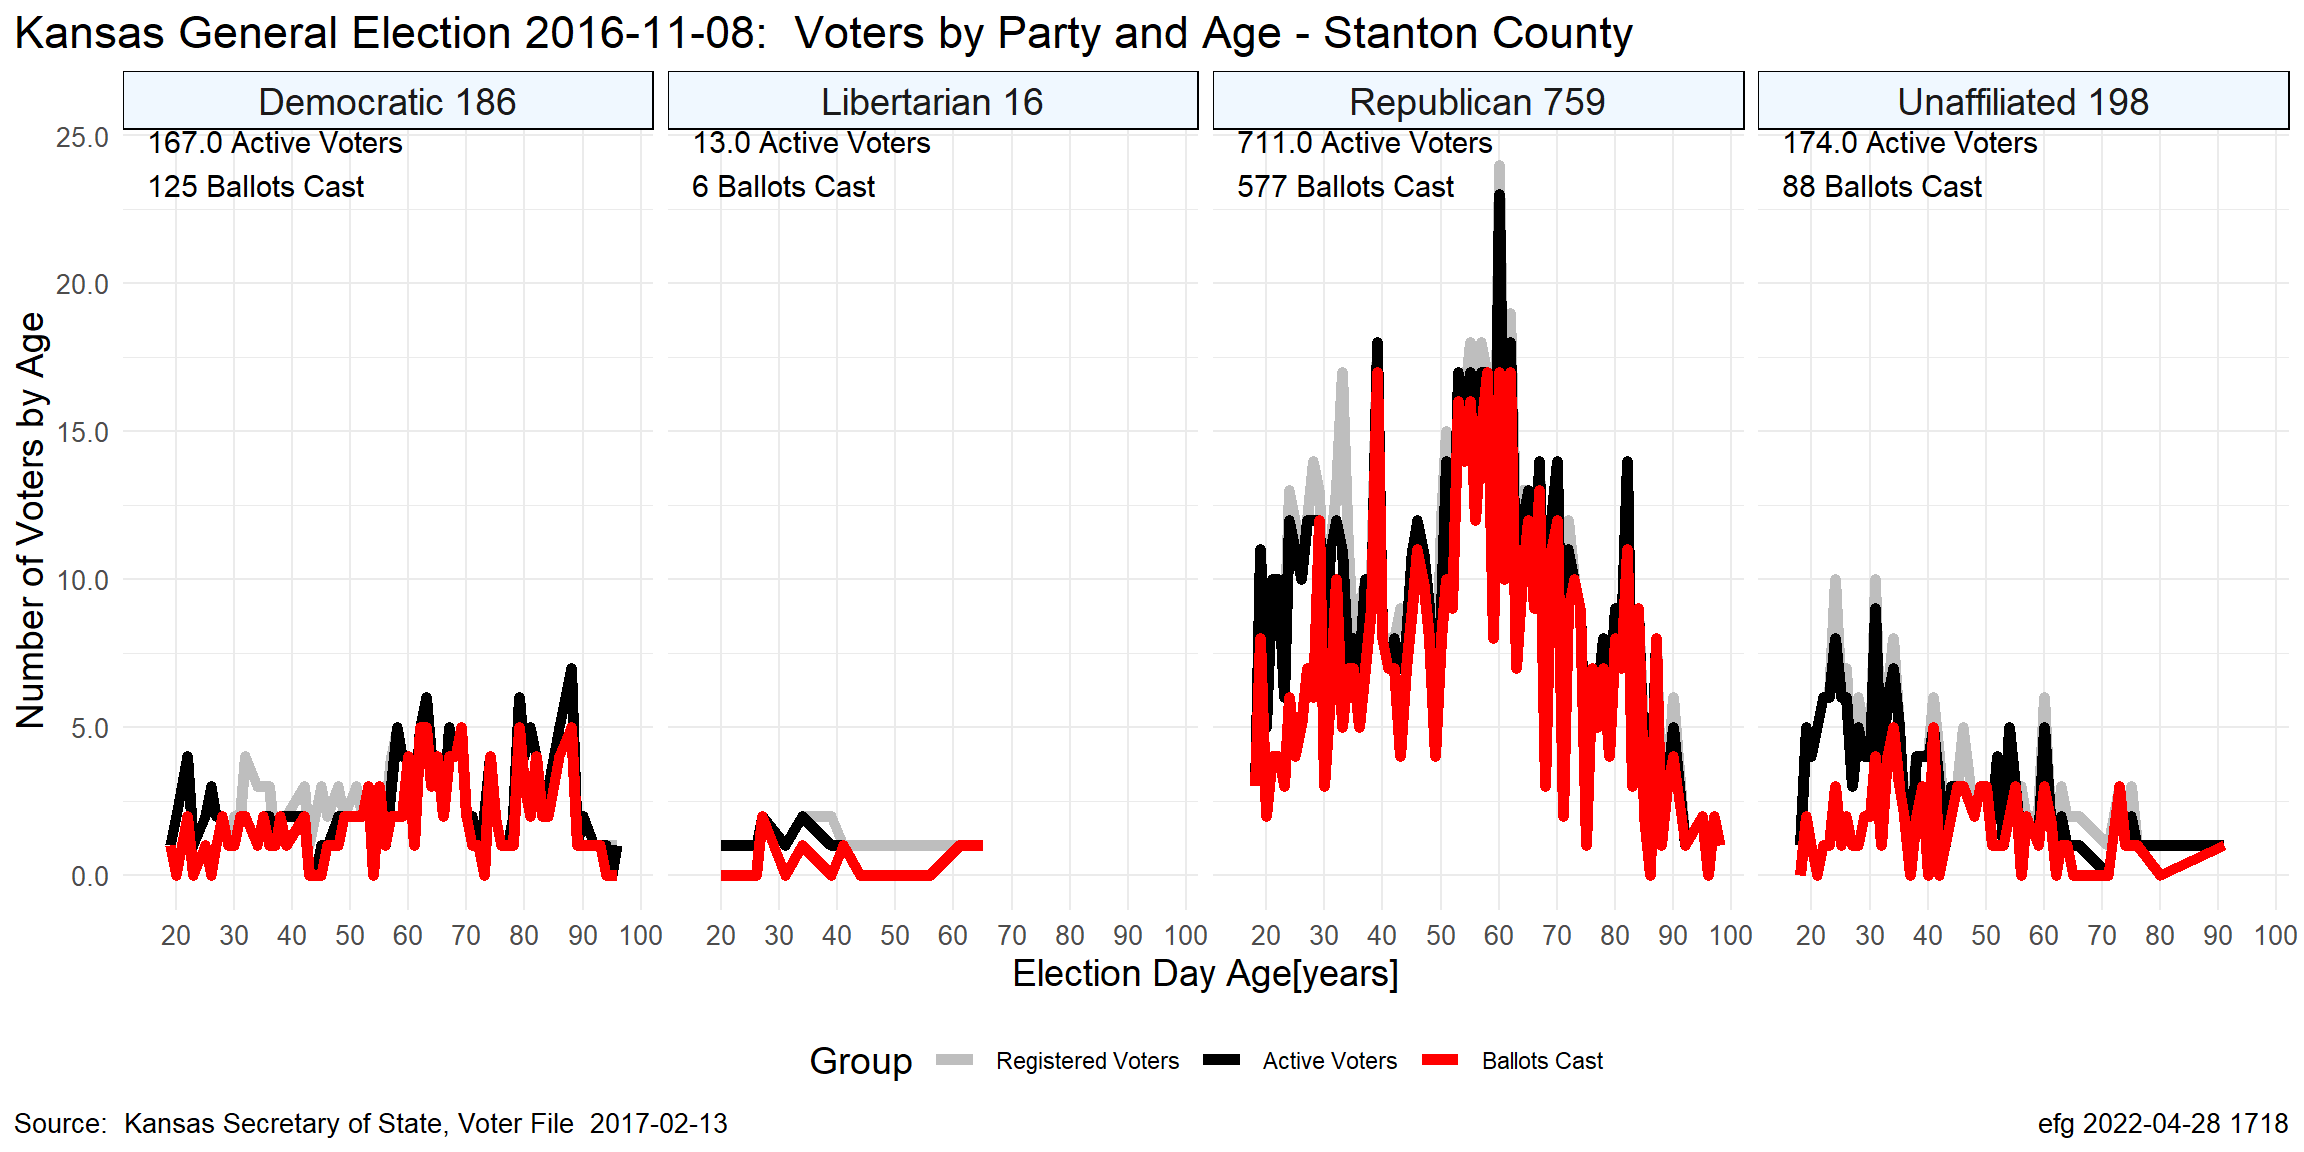 Kansas General Election 2016-11-08:  Voters by Party and Age - Stanton County
Democratic 186
Libertarian 16
Republican 759
Unaffiliated 198
167.0 Active Voters
125 Ballots Cast
13.0 Active Voters
6 Ballots Cast
711.0 Active Voters
577 Ballots Cast
174.0 Active Voters
88 Ballots Cast
Number of Voters by Age
25.0
20.0
15.0
10.0
5.0
0.0
20 30 40 50 60 70 80 90 100
20 30 40 50 60 70 80 90 100
20 30 40 50 60 70 80 90 100
20 30 40 50 60 70 80 90 100
Election Day Age[years]
Group Registered Voters Active Voters Ballots Cast
Source:  Kansas Secretary of State, Voter File  2017-02-13
efg 2022-04-28 1718